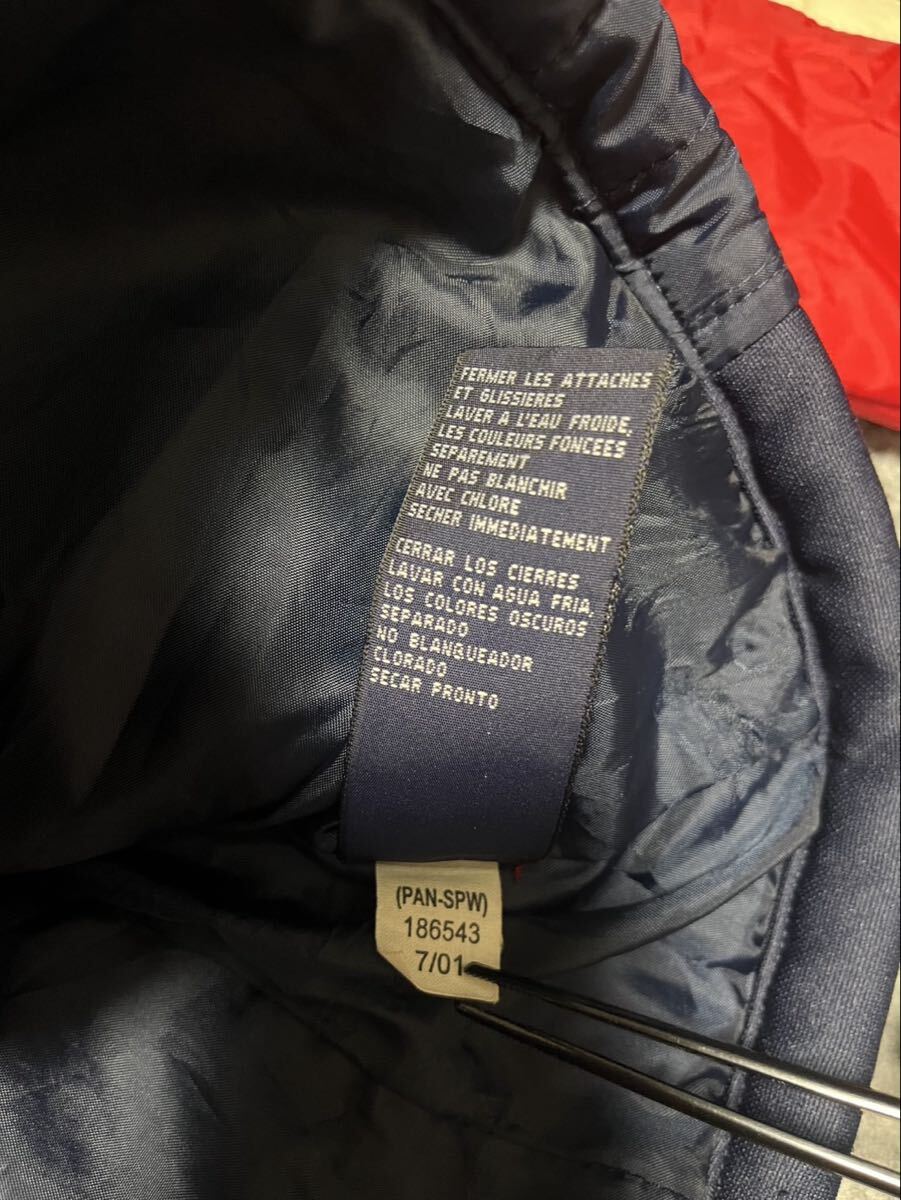 FERMER LES ATTACHES
ET GLISSIERES
LAVER A L'EAU FROIDE,
LES COULEURS FONCEES
SEPAREMENT
NE PAS BLANCHIR
AVEC CHLORE
SECHER IMMEDIATEMENT
CERRAR LOS CIERRES
LAVAR CON AGUA FRIA,
LOS COLORES OSCUROS
SEPARADO
NO BLANQUEADOR
CLORADO
SECAR PRONTO
(PAN-SPW)
186543
7/01